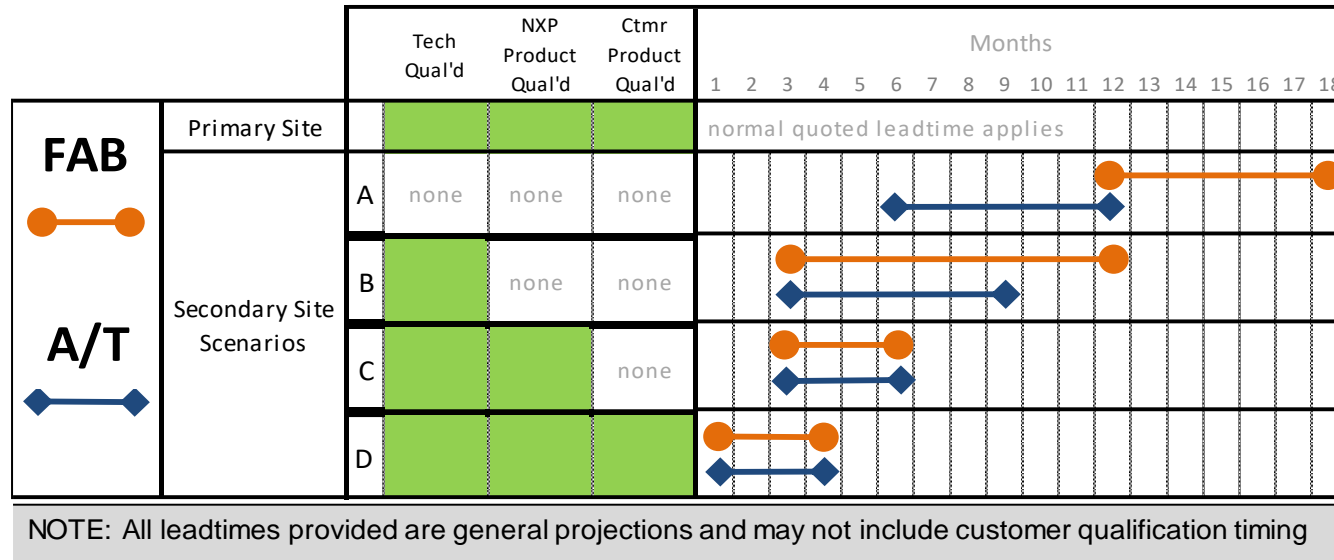 Tech
Qual'd
NXP
Product
Qual'd
Ctmr
Product
Qual'd
Months
1 2 3 4 5 6 7 8 9 10 11 12 13 14 15 16 17 18
FAB
A/T
Primary Site
normal quoted leadtime applies
Secondary Site
Scenarios
A none none none
B none none
C none
D
NOTE: All leadtimes provided are general projections and may not include customer qualification timing